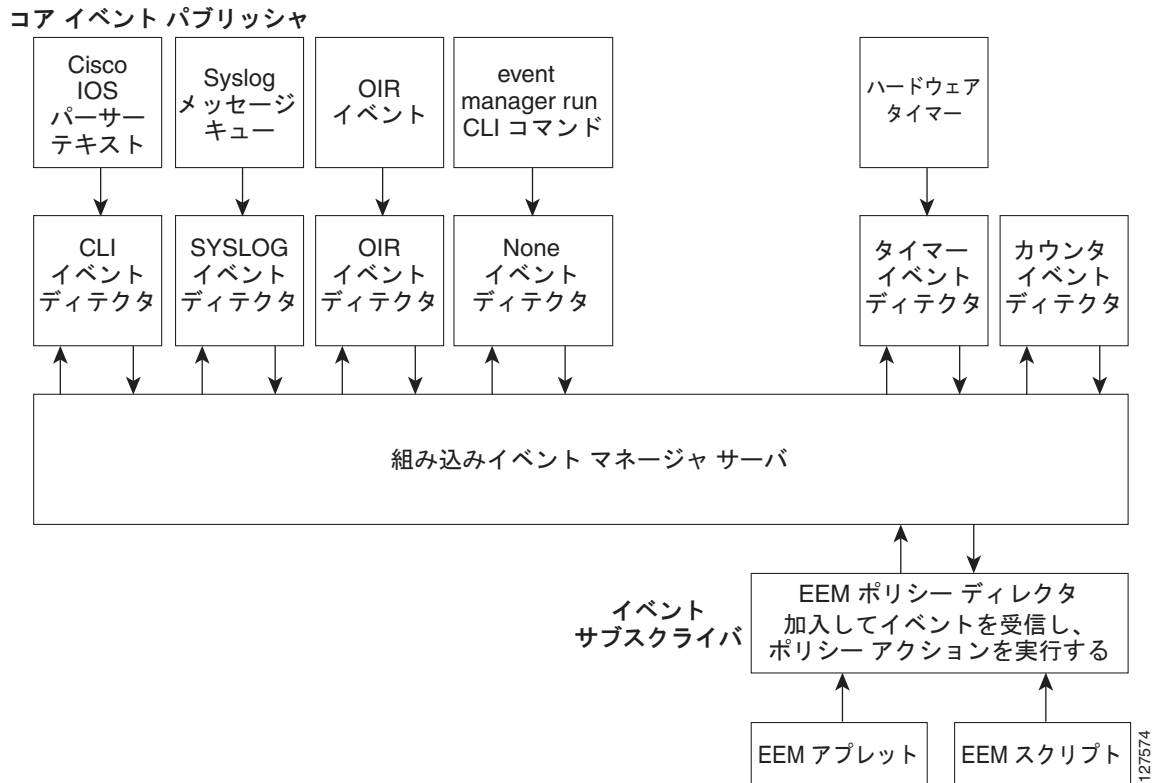 コア イベント パブリッシャ
Cisco
IOS
パーサー
テキスト
Syslog
メッセージ
キュー
OIR
イベント
event
manager run
CLI コマンド
ハードウェア
タイマー
CLI
イベント
ディテクタ
SYSLOG
イベント
ディテクタ
OIR
イベント
ディテクタ
None
イベント
ディテクタ
タイマー
イベント
ディテクタ
カウンタ
イベント
ディテクタ
組み込みイベント マネージャ サーバ
イベント
サブスクライバ
EEM ポリシー ディレクタ
加入してイベントを受信し、
ポリシー アクションを実行する
EEM アプレット
EEM スクリプト
127574